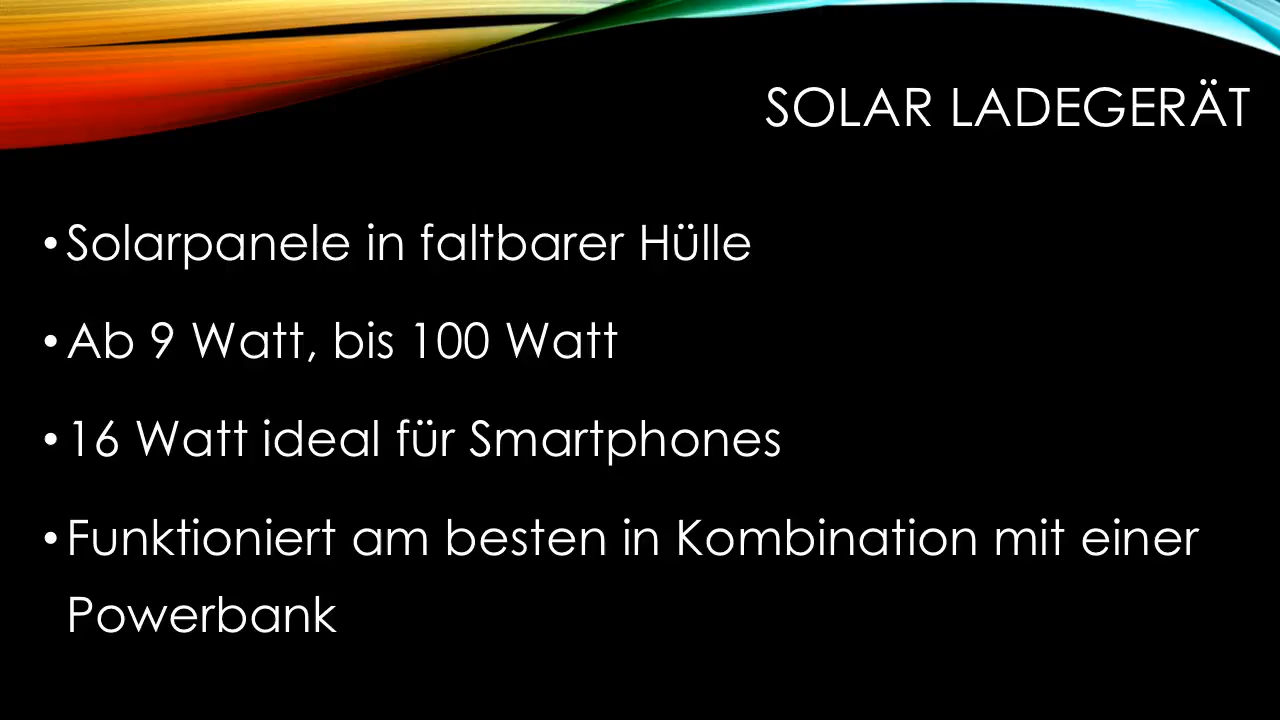 SOLAR LADEGERÄT
• Solarpanele in faltbarer Hülle
• Ab 9 Watt, bis 100 Watt
• 16 Watt ideal für Smartphones
• Funktioniert am besten in Kombination mit einer
Powerbank